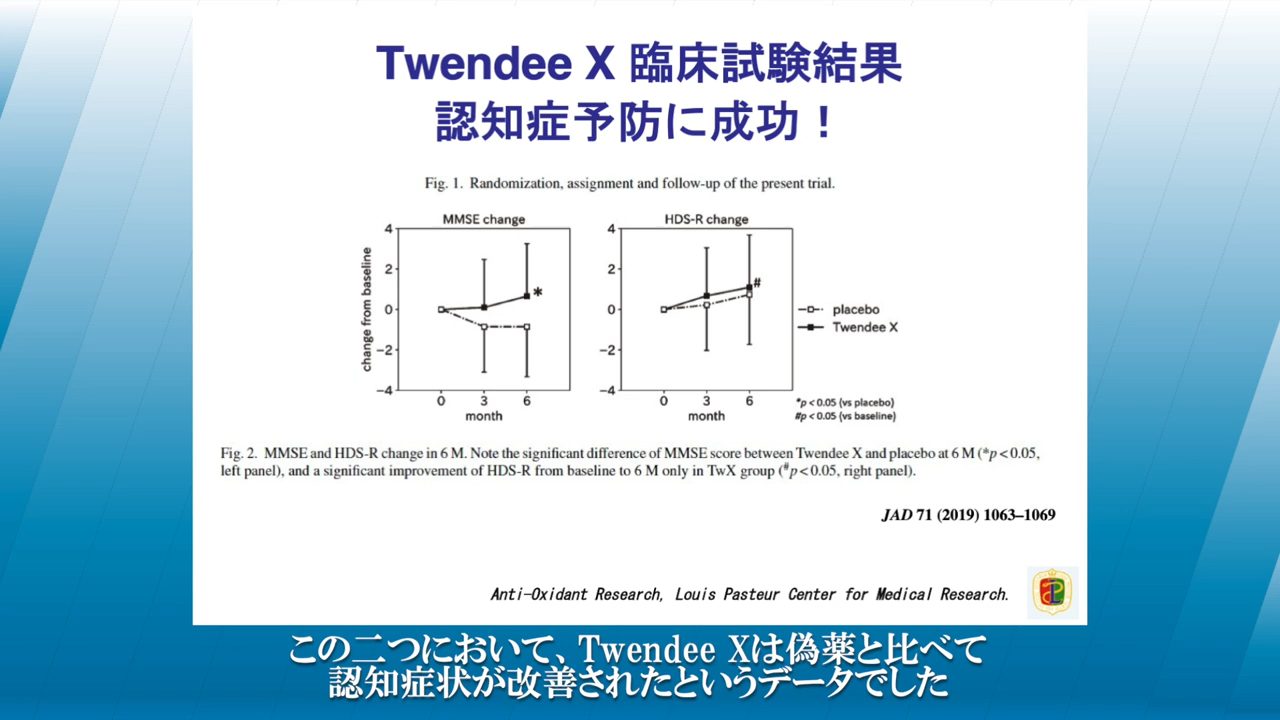 Twendee X 臨床試験結果
認知症予防に成功！
Fig. 1. Randomization, assignment and follow-up of the present trial.
MMSE change
HDS-R change
change from baseline
4
2
0
−2
−4
0 3 6
month
*
4
2
0
−2
−4
0 3 6
month
#
placebo
Twendee X
*p < 0.05 (vs placebo)
#p < 0.05 (vs baseline)
Fig. 2. MMSE and HDS-R change in 6 M. Note the significant difference of MMSE score between Twendee X and placebo at 6 M (*p < 0.05,
left panel), and a significant improvement of HDS-R from baseline to 6 M only in TwX group (#p < 0.05, right panel).
JAD 71 (2019) 1063–1069
Anti-Oxidant Research, Louis Pasteur Center for Medical Research.
この二つにおいて、Twendee Xは偽薬と比べて
認知症状が改善されたというデータでした